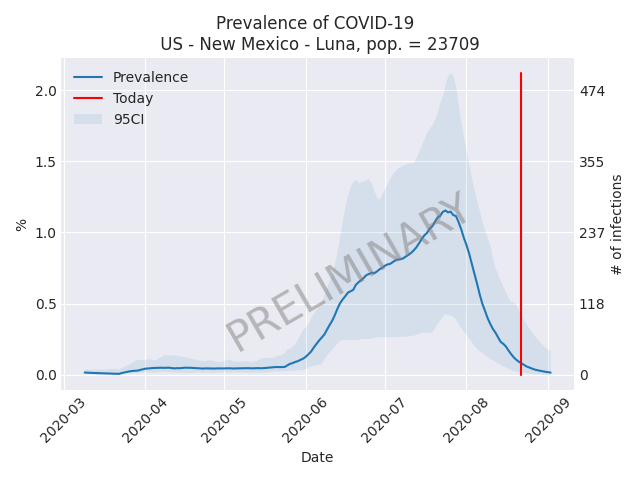 Prevalence of COVID-19
US - New Mexico - Luna, pop. = 23709
Prevalence
Today
95CI
2.0
1.5
1.0
0.5
0.0
%
474
355
237
118
0
# of infections
PRELIMINARY
2020-03
2020-04
2020-05
2020-06
2020-07
2020-08
2020-09
Date